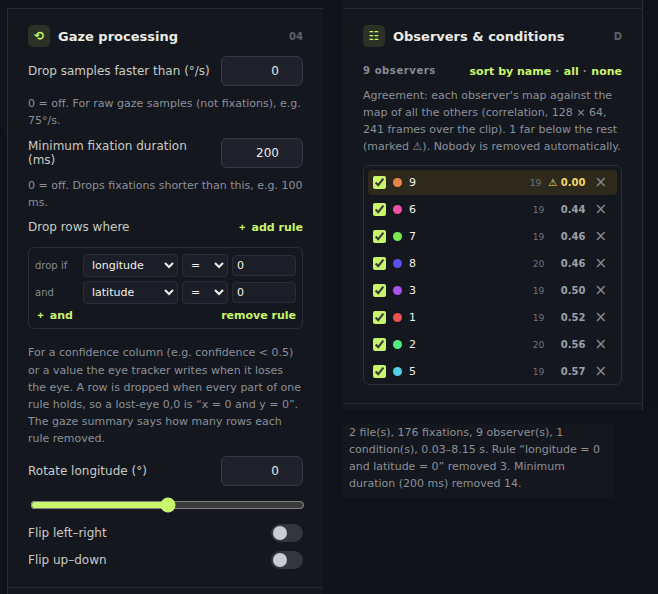 Gaze processing 04
Drop samples faster than (°/s) 0
0 = off. For raw gaze samples (not fixations), e.g.
75°/s.
Minimum fixation duration
(ms) 200
0 = off. Drops fixations shorter than this, e.g. 100
ms.
Drop rows where + add rule
drop if longitude = 0
and latitude = 0
+ and remove rule
For a confidence column (e.g. confidence < 0.5)
or a value the eye tracker writes when it loses
the eye. A row is dropped when every part of one
rule holds, so a lost-eye 0,0 is “x = 0 and y = 0”.
The gaze summary says how many rows each
rule removed.
Rotate longitude (°) 0
Flip left–right
Flip up–down
Observers & conditions D
9 observers sort by name · all · none
Agreement: each observer's map against the
map of all the others (correlation, 128 × 64,
241 frames over the clip). 1 far below the rest
(marked ⚠). Nobody is removed automatically.
9 19 ⚠ 0.00 ×
6 19 0.44 ×
7 19 0.46 ×
8 20 0.46 ×
3 19 0.50 ×
1 19 0.52 ×
2 20 0.56 ×
5 19 0.57 ×
2 file(s), 176 fixations, 9 observer(s), 1
condition(s), 0.03–8.15 s. Rule “longitude = 0
and latitude = 0” removed 3. Minimum
duration (200 ms) removed 14.